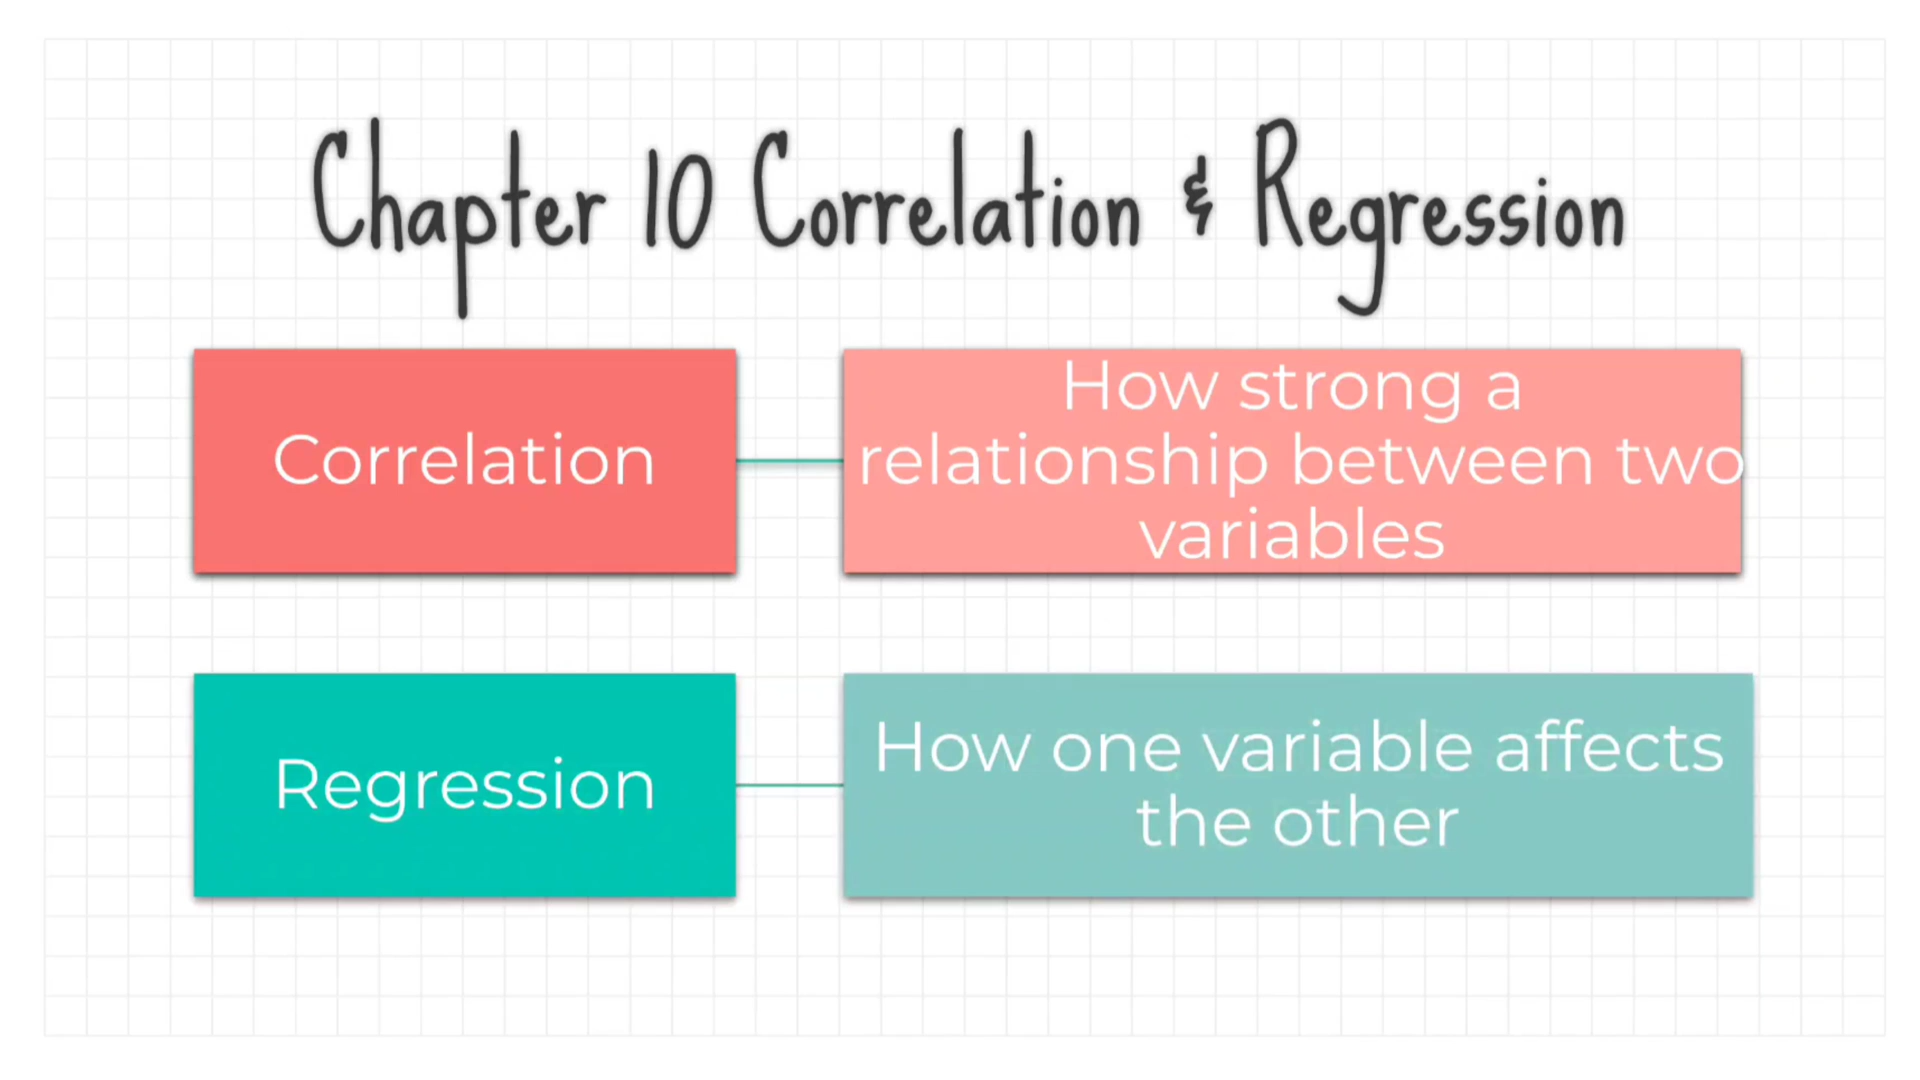 Chapter 10 Correlation & Regression
Correlation
How strong a
relationship between two
variables
Regression
How one variable affects
the other